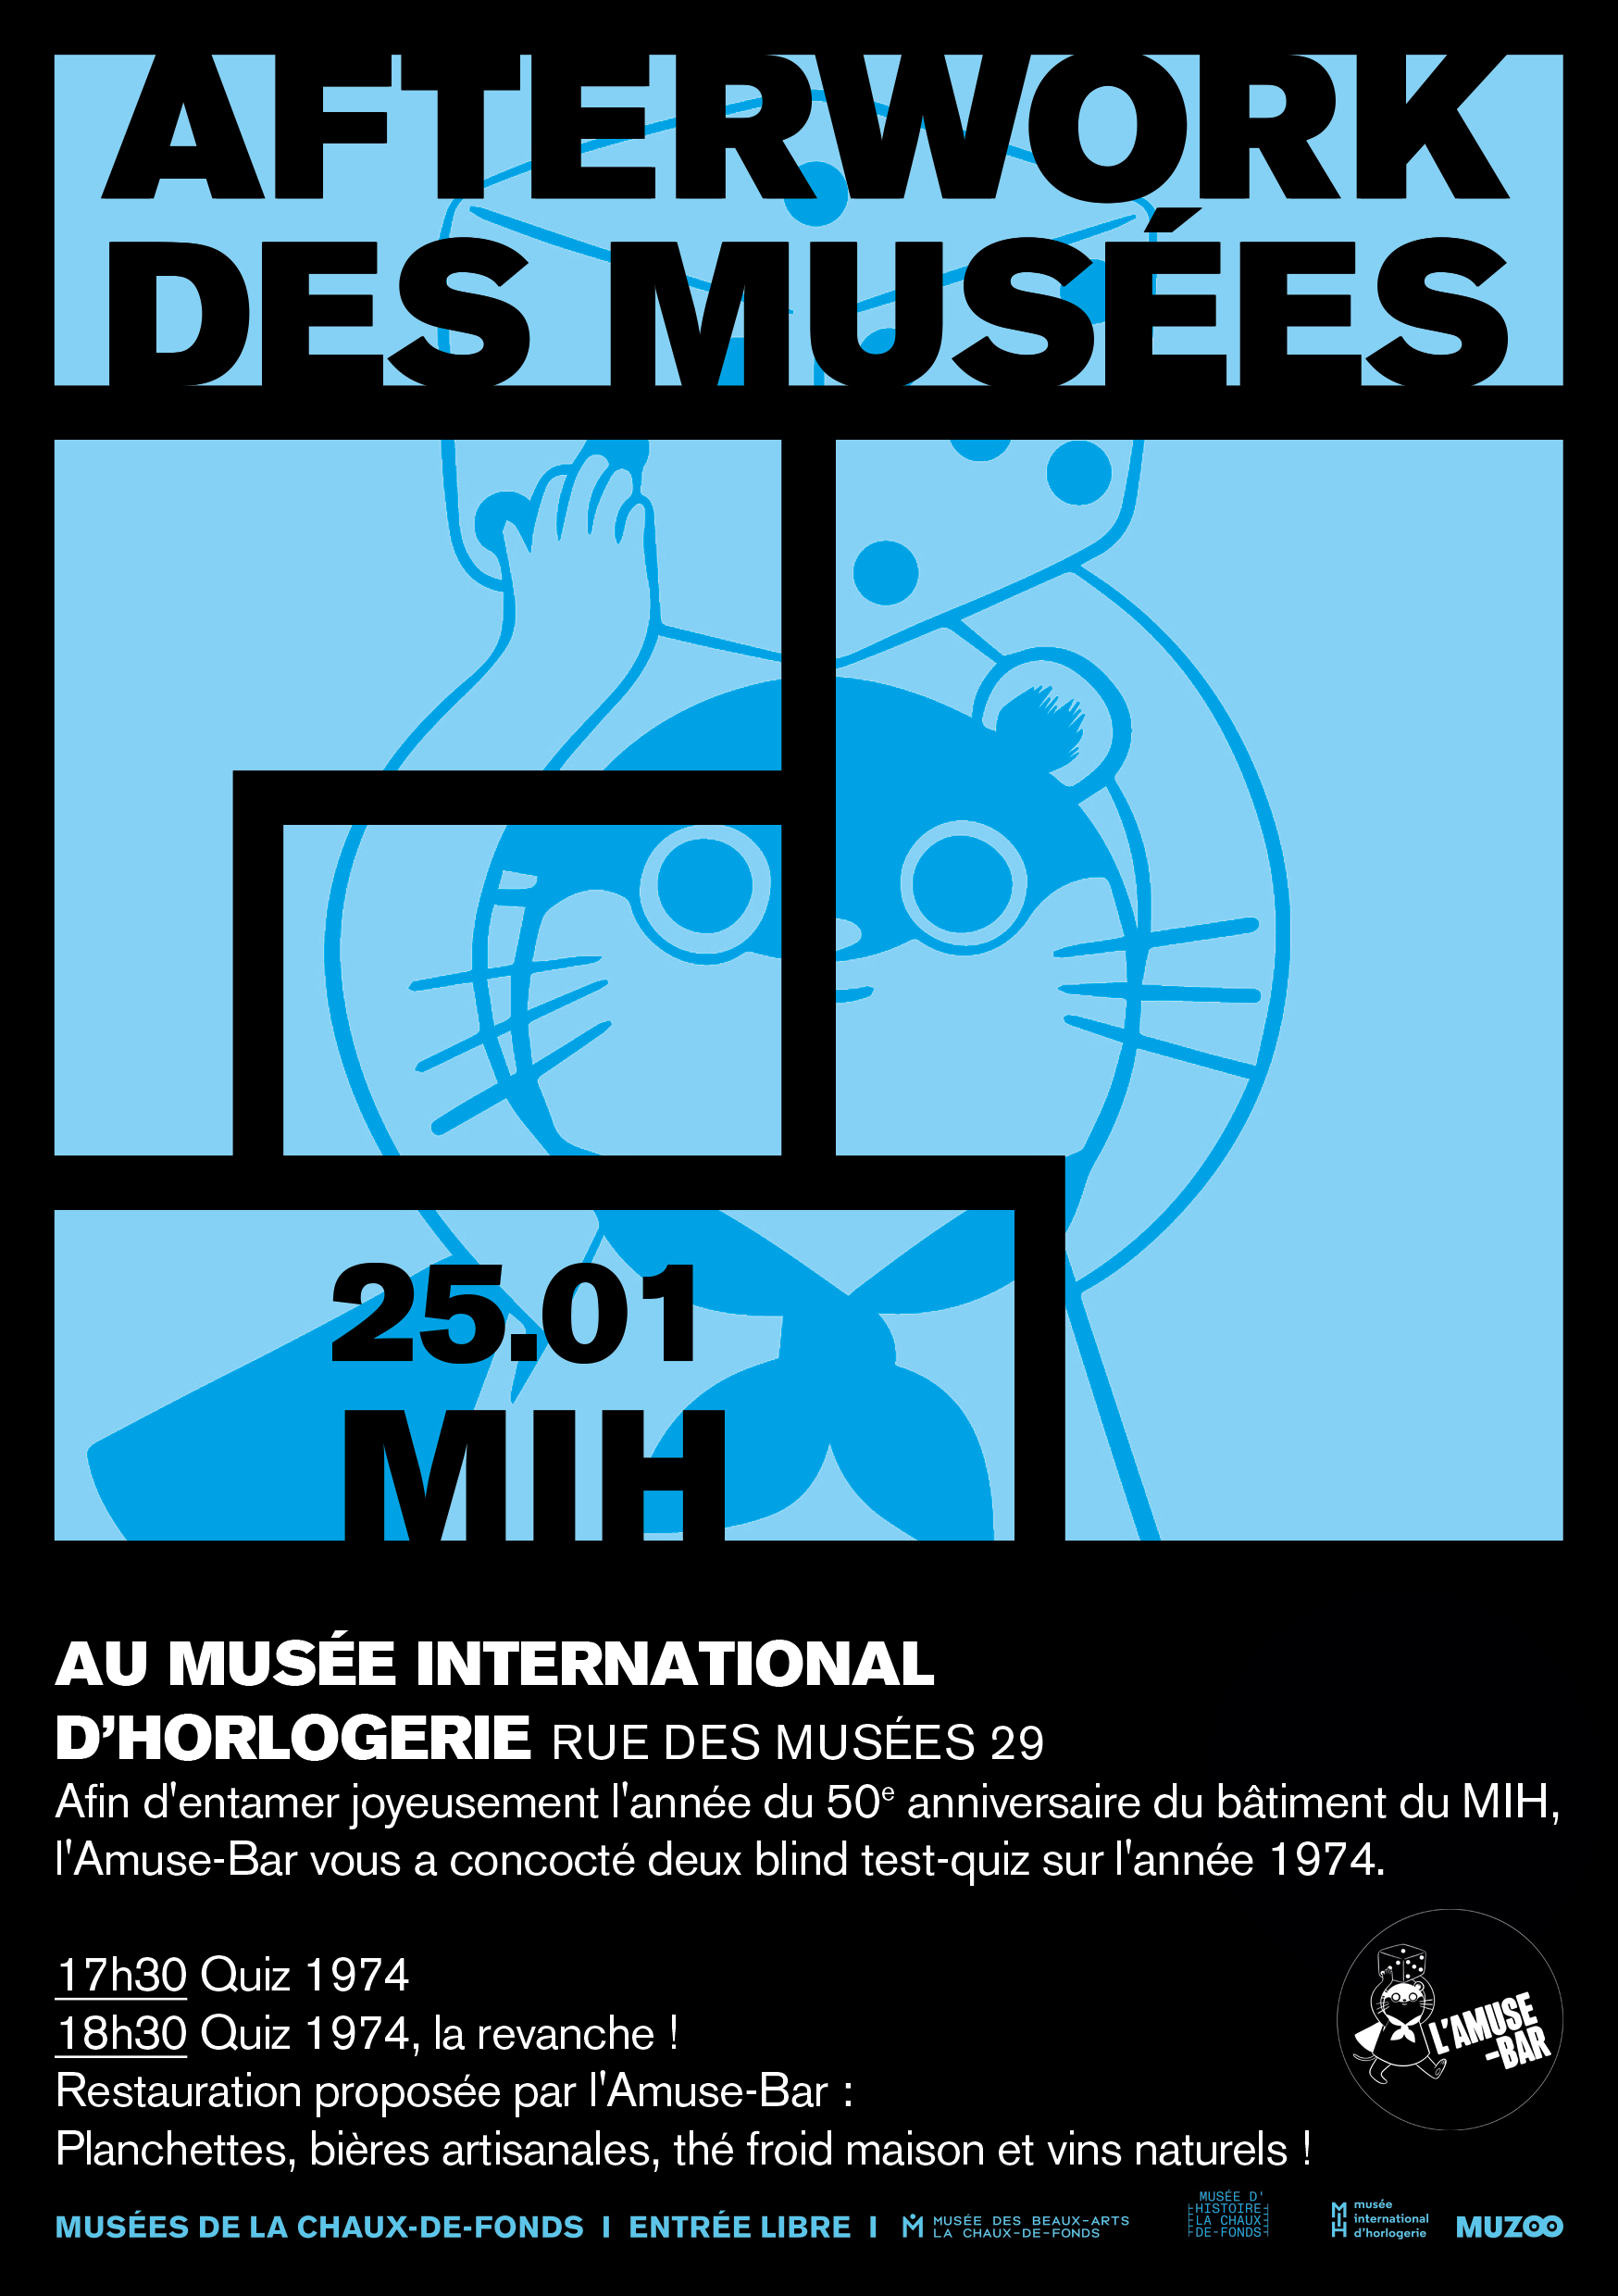 AFTERWORK
DES MUSÉES
25.01
MIH
AU MUSÉE INTERNATIONAL
D’HORLOGERIE RUE DES MUSÉES 29
Afin d'entamer joyeusement l'année du 50e anniversaire du bâtiment du MIH,
l'Amuse-Bar vous a concocté deux blind test-quiz sur l'année 1974.
17h30 Quiz 1974
18h30 Quiz 1974, la revanche !
Restauration proposée par l'Amuse-Bar :
Planchettes, bières artisanales, thé froid maison et vins naturels !
L'AMUSE
-BAR
MUSÉES DE LA CHAUX-DE-FONDS I ENTRÉE LIBRE I
MUSÉE DES BEAUX-ARTS
LA CHAUX-DE-FONDS
MUSÉE D'
HISTOIRE
LA CHAUX
DE-FONDS
MIH
musée
international
d'horlogerie
MUZOO